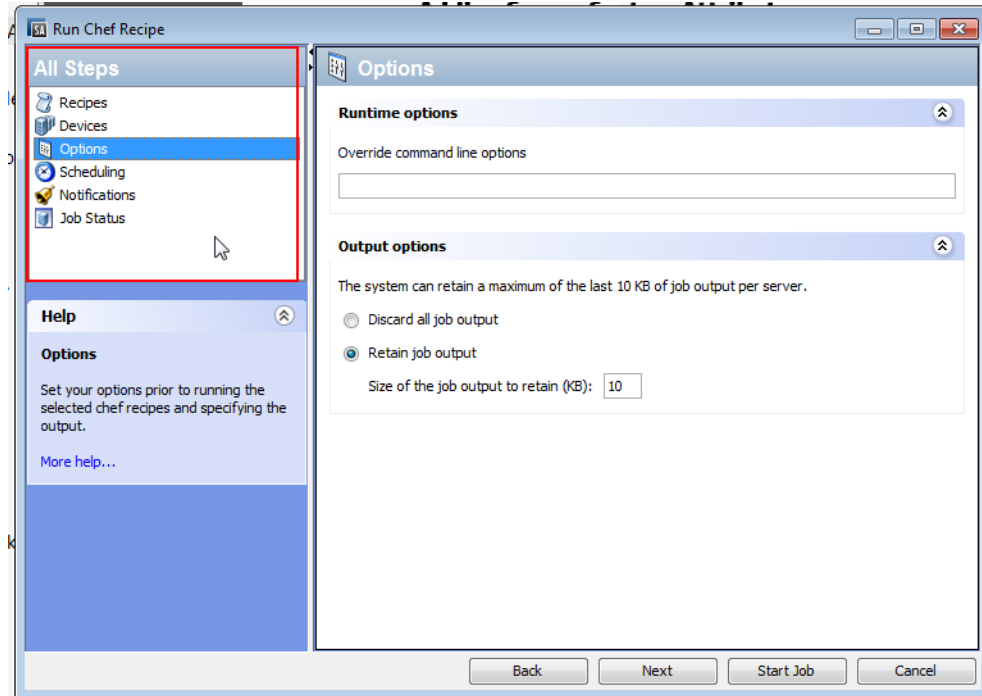 SA Run Chef Recipe
All Steps
Recipes
Devices
Options
Scheduling
Notifications
Job Status
Help
Options
Set your options prior to running the
selected chef recipes and specifying the
output.
More help...
Options
Runtime options
Override command line options
Output options
The system can retain a maximum of the last 10 KB of job output per server.
Discard all job output
Retain job output
Size of the job output to retain (KB): 10
Back Next Start Job Cancel